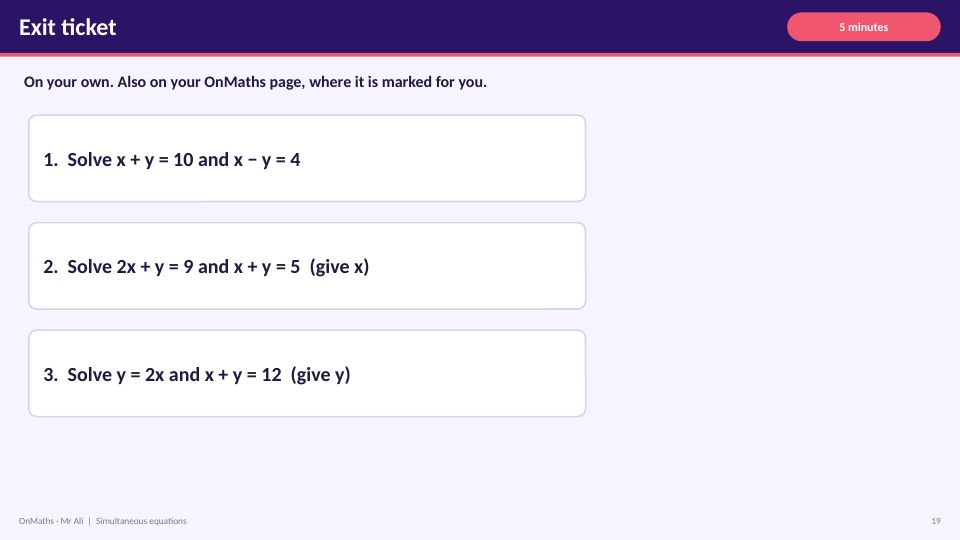 Exit ticket
5 minutes
On your own. Also on your OnMaths page, where it is marked for you.
1. Solve x + y = 10 and x − y = 4
2. Solve 2x + y = 9 and x + y = 5 (give x)
3. Solve y = 2x and x + y = 12 (give y)
OnMaths - Mr Ali | Simultaneous equations
19